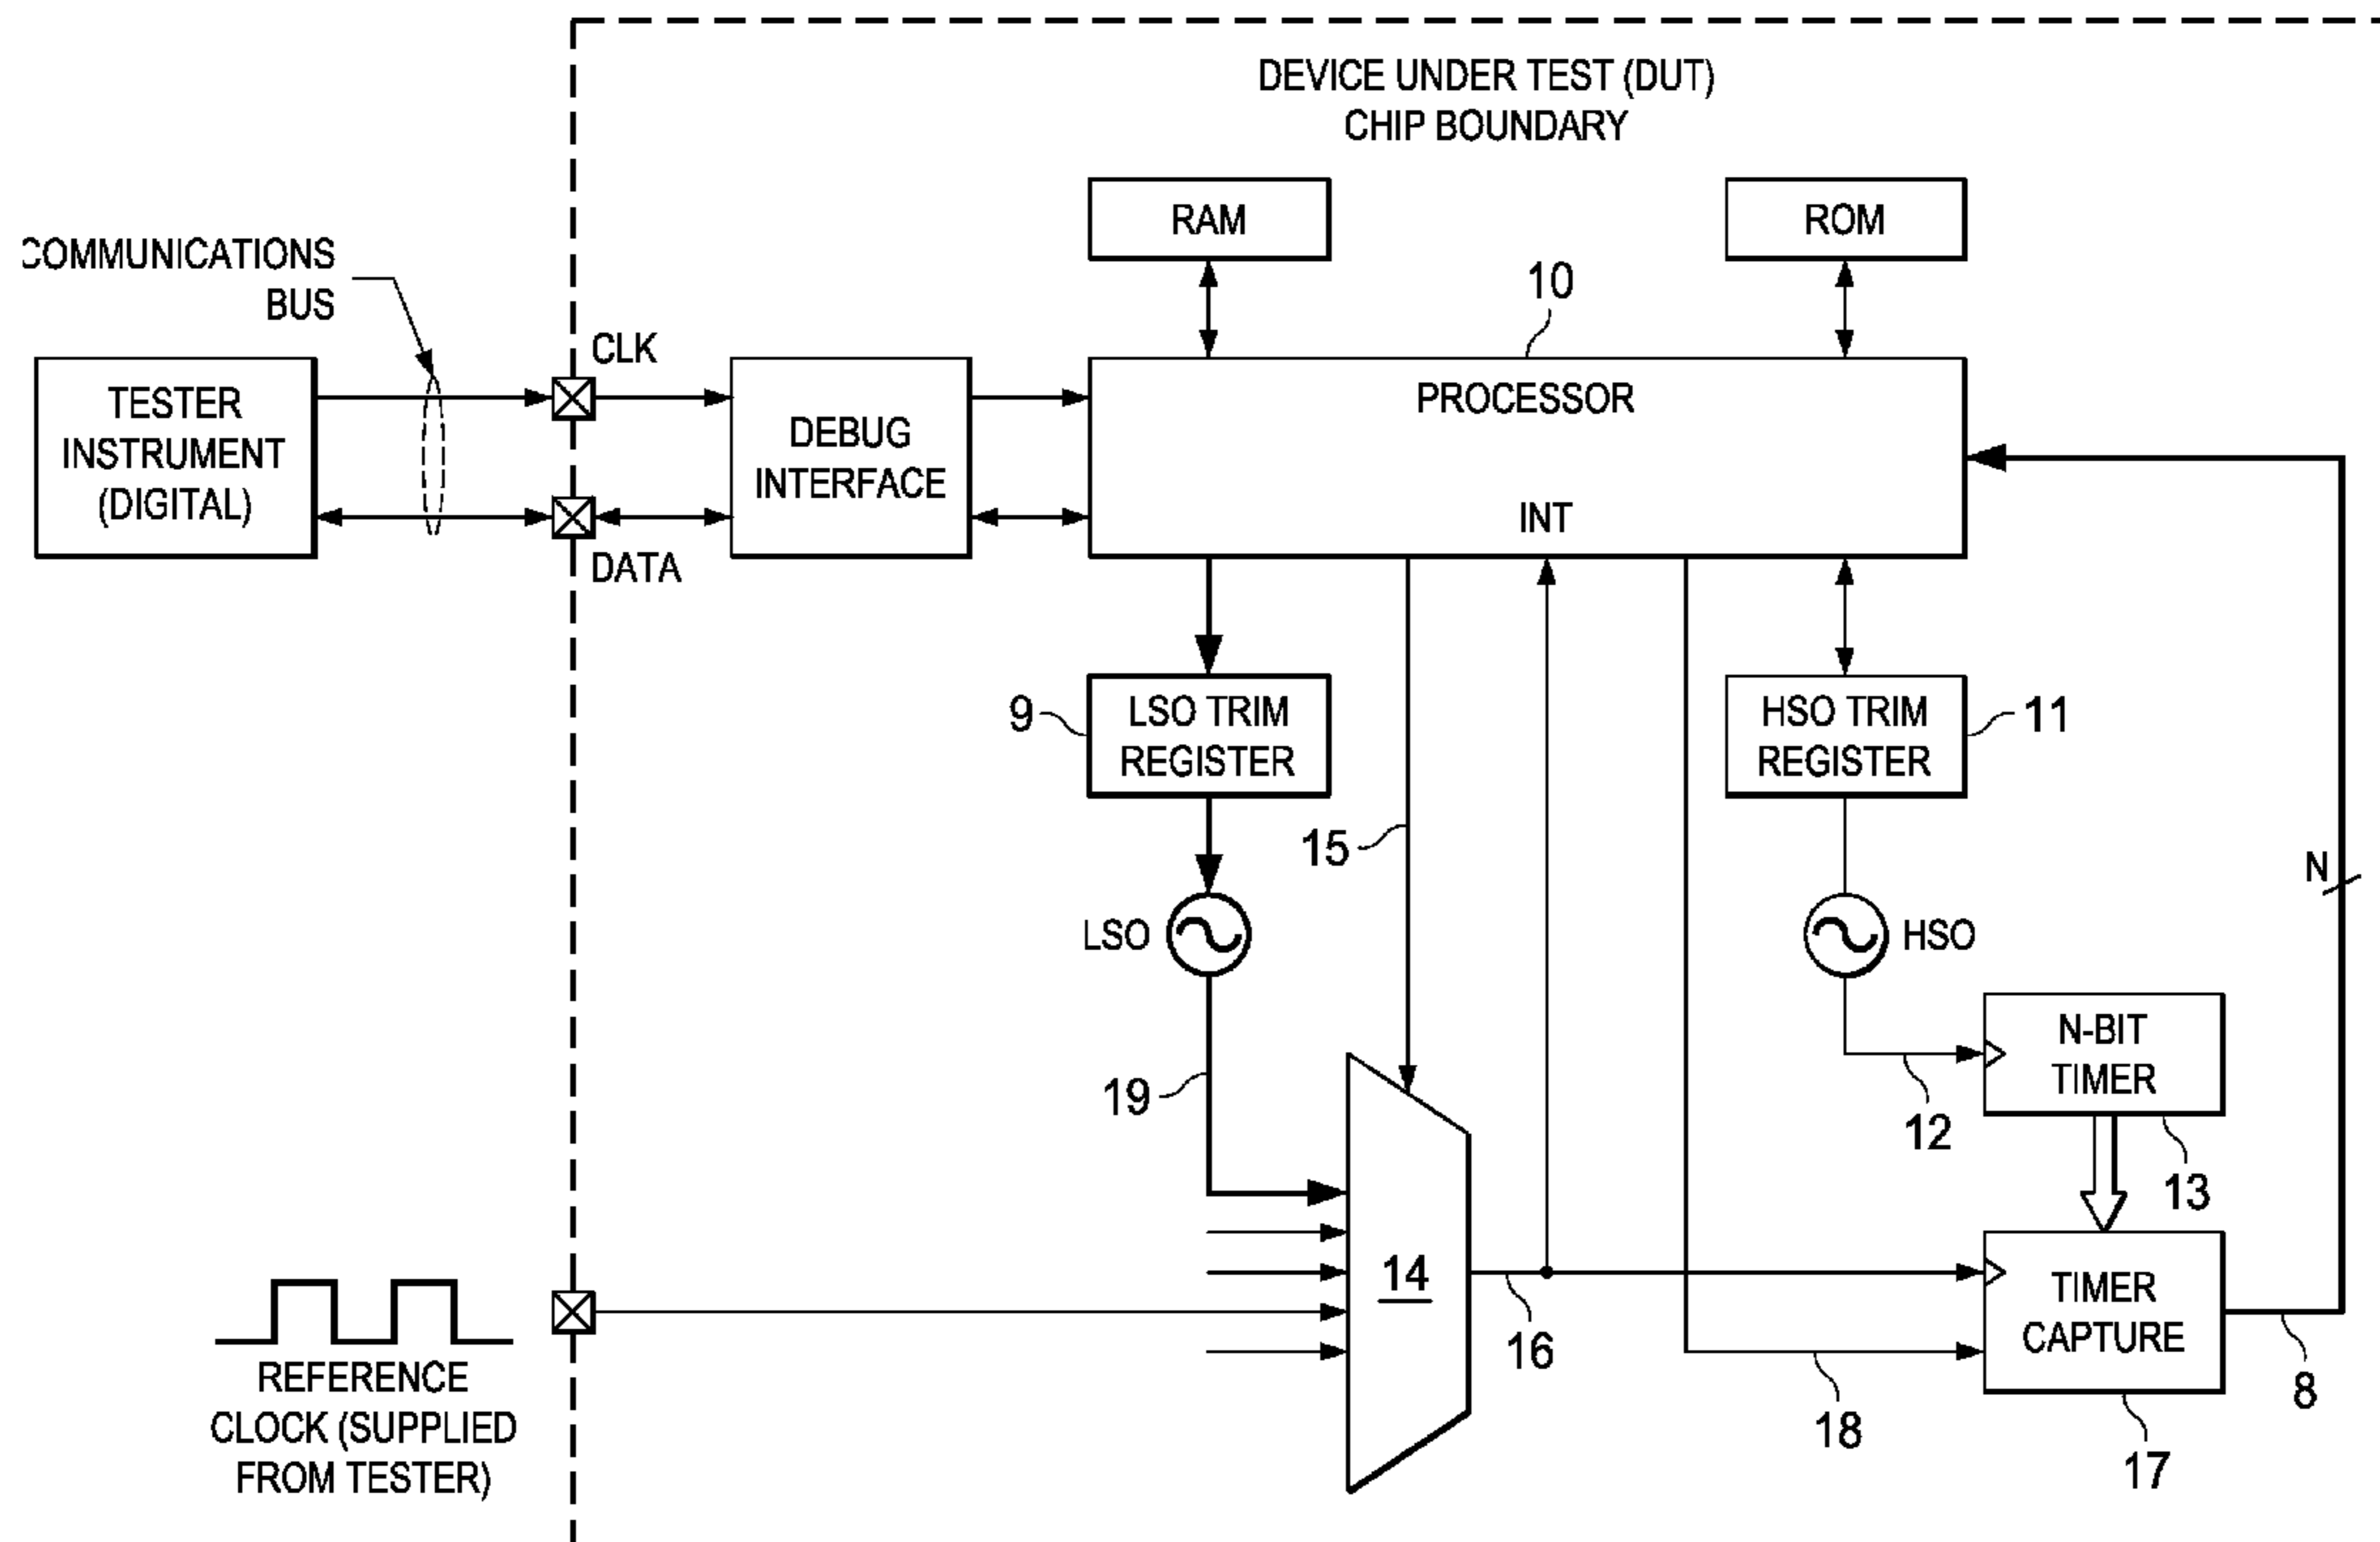 DEVICE UNDER TEST (DUT)
CHIP BOUNDARY
RAM
ROM
COMMUNICATIONS
BUS
10
CLK
TESTER
INSTRUMENT
(DIGITAL)
DEBUG
INTERFACE
PROCESSOR
INT
DATA
9
LSO TRIM
REGISTER
HSO TRIM
REGISTER
11
15
N
LSO
HSO
19
N-BIT
TIMER
12
13
14
16
TIMER
CAPTURE
18
8
17
REFERENCE
CLOCK (SUPPLIED
FROM TESTER)